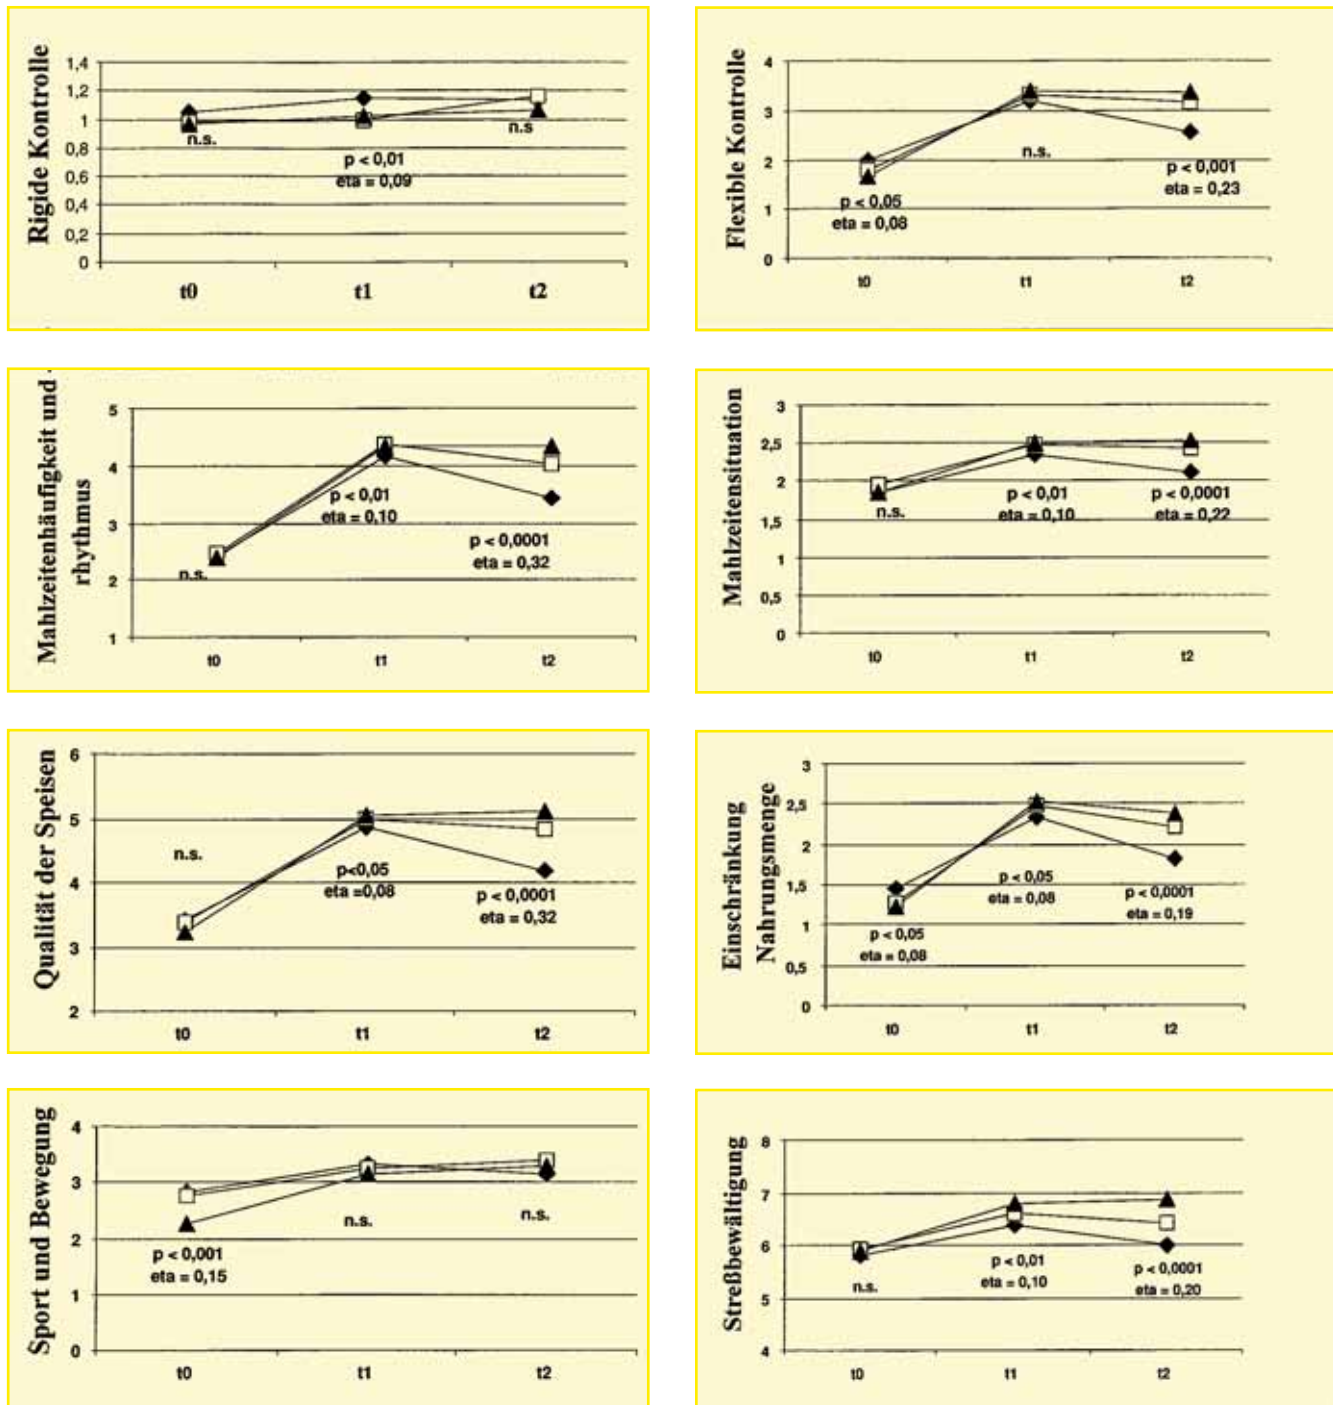 Rigide Kontrolle
1,4
1,2
1
0,8
0,6
0,4
0,2
0
n.s.
p < 0,01
eta = 0,09
n.s
t0 t1 t2
Flexible Kontrolle
4
3
2
1
0
p < 0,05
eta = 0,08
n.s.
p < 0,001
eta = 0,23
t0 t1 t2
Mahlzeitenhäufigkeit und -
rhythmus
5
4
3
2
1
n.s.
p < 0,01
eta = 0,10
p < 0,0001
eta = 0,32
t0 t1 t2
Mahlzeitensituation
3
2,5
2
1,5
1
0,5
0
n.s.
p < 0,01
eta = 0,10
p < 0,0001
eta = 0,22
t0 t1 t2
Qualität der Speisen
6
5
4
3
2
n.s.
p<0,05
eta =0,08
p < 0,0001
eta = 0,32
t0 t1 t2
Einschränkung
Nahrungsmenge
3
2,5
2
1,5
1
0,5
0
p < 0,05
eta = 0,08
p < 0,05
eta = 0,08
p < 0,0001
eta = 0,19
t0 t1 t2
Sport und Bewegung
4
3
2
1
0
p < 0,001
eta = 0,15
n.s.
n.s.
t0 t1 t2
Streßbewältigung
8
7
6
5
4
n.s.
p < 0,01
eta = 0,10
p < 0,0001
eta = 0,20
t0 t1 t2